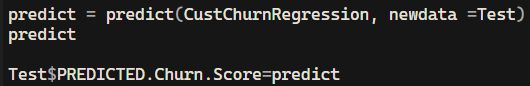 predict = predict(CustChurnRegression, newdata =Test)
predict
Test$PREDICTED.Churn.Score=predict